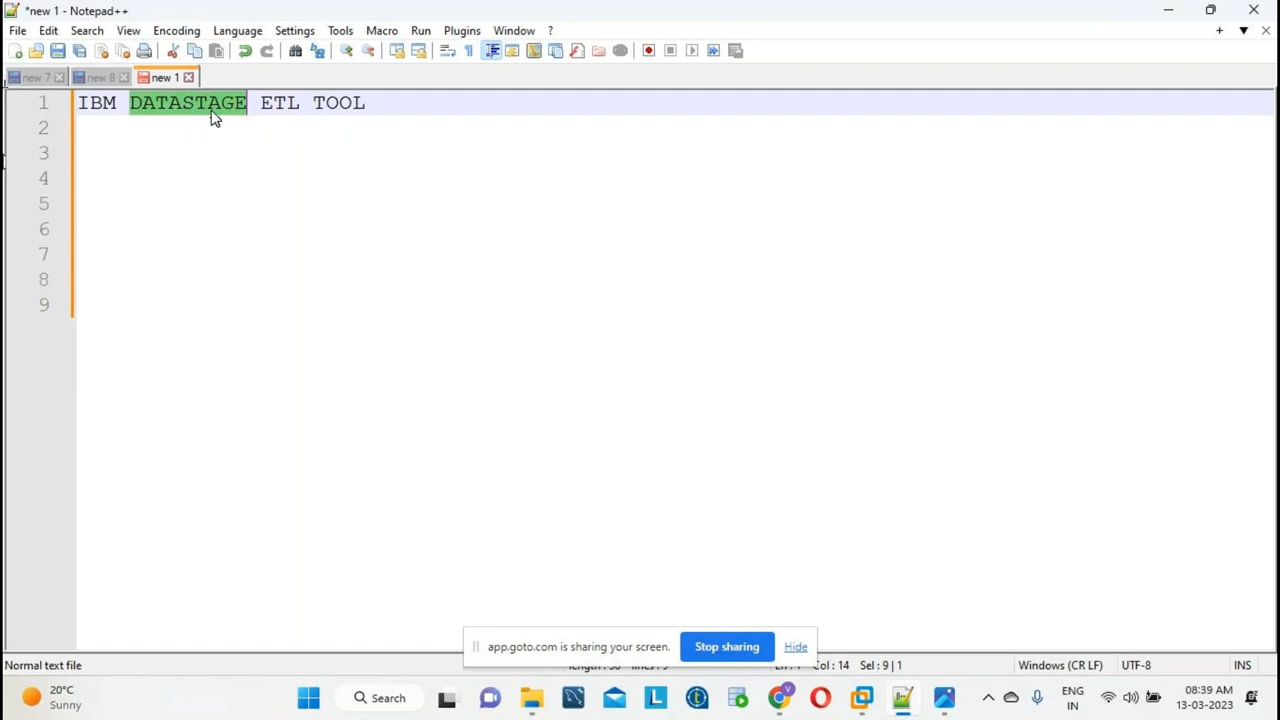 *new 1 - Notepad++
File Edit Search View Encoding Language Settings Tools Macro Run Plugins Window ?
new 7 new 8 new 1
1 IBM DATASTAGE ETL TOOL
2
3
4
5
6
7
8
9
app.goto.com is sharing your screen. Stop sharing Hide
Normal text file Col : 14 Sel : 9 | 1 Windows (CR LF) UTF-8 INS
20°C
Sunny
Search
ENG
IN
08:39 AM
13-03-2023